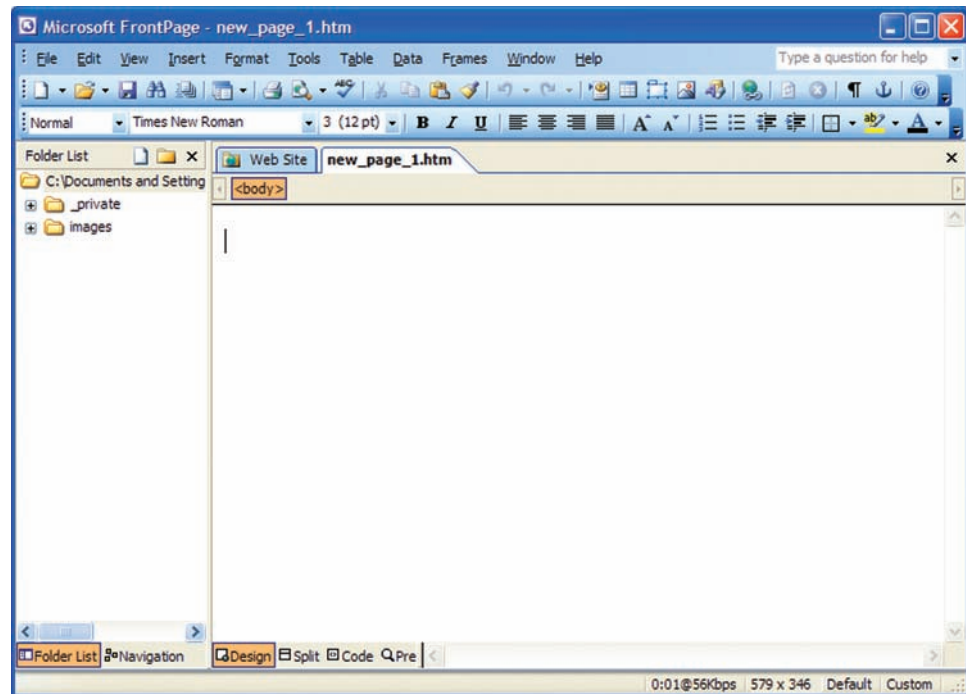 Microsoft FrontPage - new_page_1.htm
File Edit View Insert Format Tools Table Data Frames Window Help Type a question for help
ABC
Normal Times New Roman 3 (12 pt) B I U A A ab A
Folder List Web Site new_page_1.htm
C:\Documents and Setting <body>
_private
images
Folder List Navigation Design Split Code Pre
0:01@56Kbps 579 x 346 Default Custom